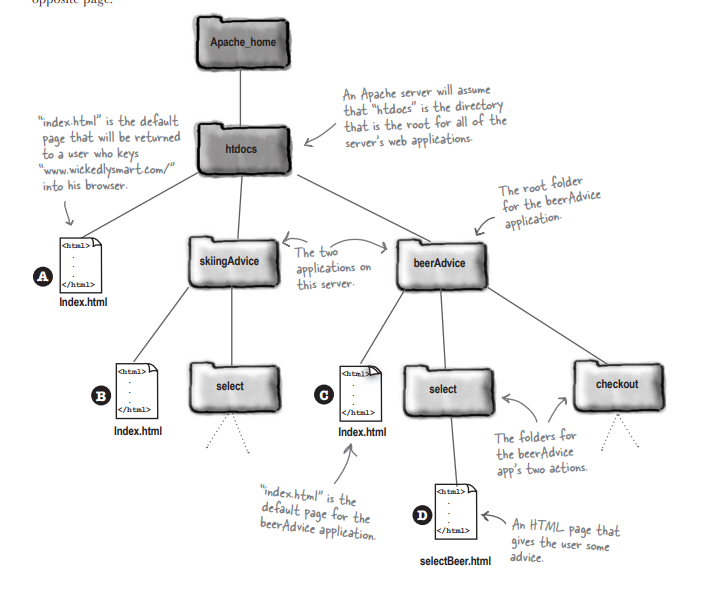 opposite page.
Apache_home
An Apache server will assume
that "htdocs" is the directory
that is the root for all of the
server's web applications.
"index.html" is the default
page that will be returned
to a user who keys
"www.wickedlysmart.com/"
into his browser.
htdocs
The root folder
for the beerAdvice
application.
<html>
.
.
.
</html>
A
Index.html
skiingAdvice
The two
applications on
this server.
beerAdvice
<html>
.
.
.
</html>
B
Index.html
select
<html>
.
.
.
</html>
C
Index.html
select
checkout
The folders for
the beerAdvice
app's two actions.
"index.html" is the
default page for the
beerAdvice application.
<html>
.
.
.
</html>
D
selectBeer.html
An HTML page that
gives the user some
advice.